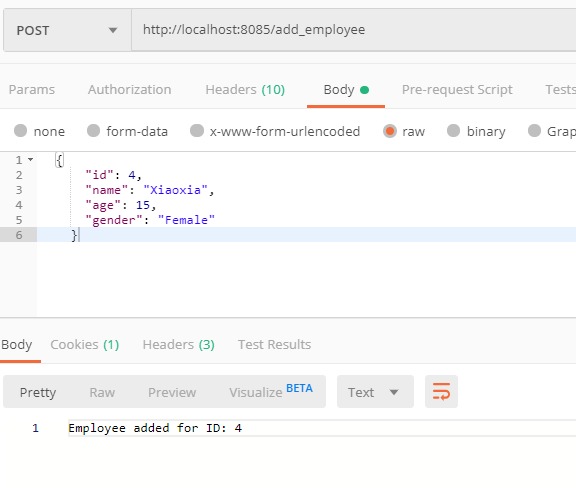 POST http://localhost:8085/add_employee
Params Authorization Headers (10) Body Pre-request Script Tests
none form-data x-www-form-urlencoded raw binary Grap
1 {
2 "id": 4,
3 "name": "Xiaoxia",
4 "age": 15,
5 "gender": "Female"
6 }
Body Cookies (1) Headers (3) Test Results
Pretty Raw Preview Visualize BETA Text
1 Employee added for ID: 4